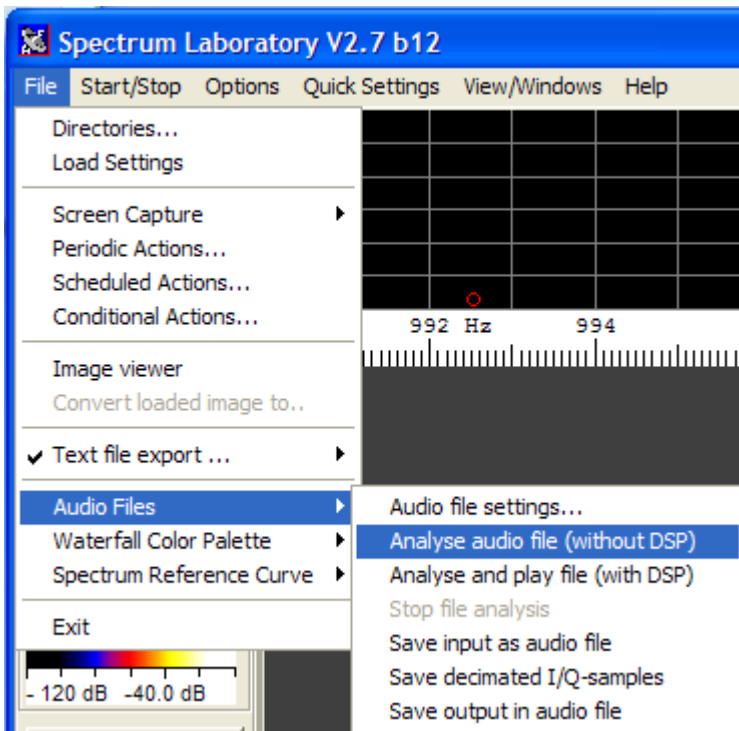 Spectrum Laboratory V2.7 b12
File Start/Stop Options Quick Settings View/Windows Help
Directories...
Load Settings
Screen Capture
Periodic Actions...
Scheduled Actions...
Conditional Actions...
992 Hz 994
Image viewer
Convert loaded image to..
Text file export ...
Audio Files
Waterfall Color Palette
Spectrum Reference Curve
Exit
Audio file settings...
Analyse audio file (without DSP)
Analyse and play file (with DSP)
Stop file analysis
Save input as audio file
Save decimated I/Q-samples
Save output in audio file
- 120 dB -40.0 dB